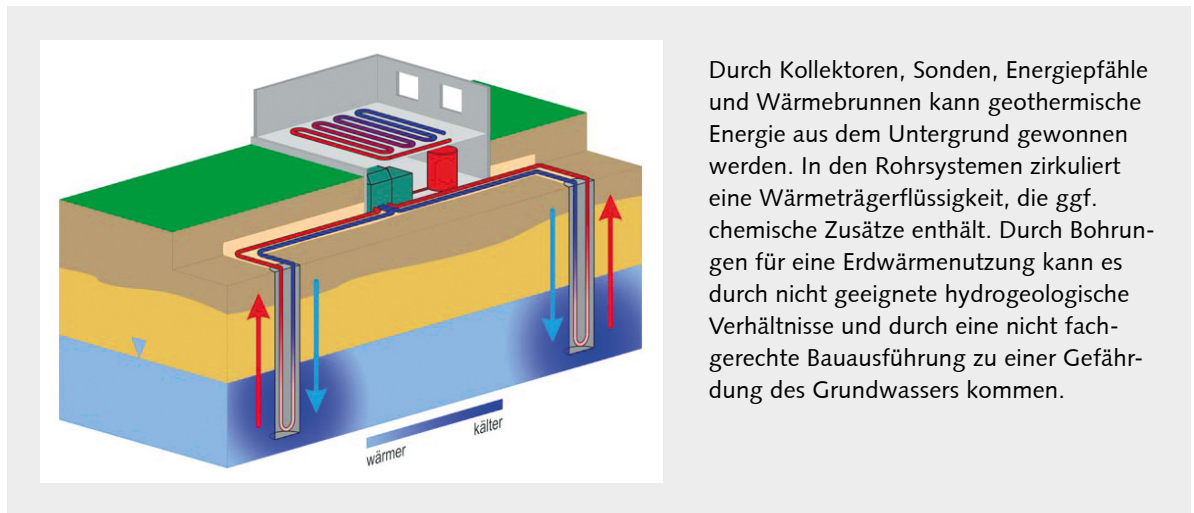 Durch Kollektoren, Sonden, Energiepfähle
und Wärmebrunnen kann geothermische
Energie aus dem Untergrund gewonnen
werden. In den Rohrsystemen zirkuliert
eine Wärmeträgerflüssigkeit, die ggf.
chemische Zusätze enthält. Durch Bohrun-
gen für eine Erdwärmenutzung kann es
durch nicht geeignete hydrogeologische
Verhältnisse und durch eine nicht fach-
gerechte Bauausführung zu einer Gefähr-
dung des Grundwassers kommen.
wärmer
kälter